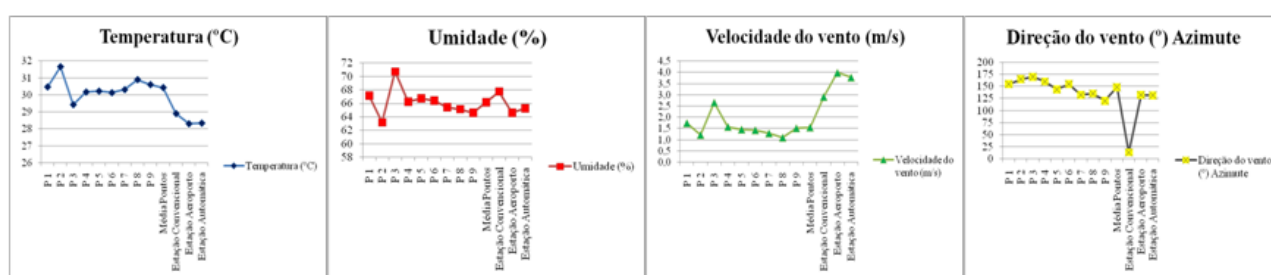 Temperatura (ºC)
32
31
30
29
28
27
26
P 1
P 2
P 3
P 4
P 5
P 6
P 7
P 8
P 9
Média Pontos
Estação Convencional
Estação Aeroporto
Estação Automática
Temperatura (ºC)
Umidade (%)
72
70
68
66
64
62
60
58
P 1
P 2
P 3
P 4
P 5
P 6
P 7
P 8
P 9
Média Pontos
Estação Convencional
Estação Aeroporto
Estação Automática
Umidade (%)
Velocidade do vento (m/s)
4,5
4,0
3,5
3,0
2,5
2,0
1,5
1,0
0,5
0,0
P 1
P 2
P 3
P 4
P 5
P 6
P 7
P 8
P 9
Média Pontos
Estação Convencional
Estação Aeroporto
Estação Automática
Velocidade do
vento (m/s)
Direção do vento (º) Azimute
200
175
150
125
100
75
50
25
0
P 1
P 2
P 3
P 4
P 5
P 6
P 7
P 8
P 9
Média Pontos
Estação Convencional
Estação Aeroporto
Estação Automática
Direção do vento
(º) Azimute